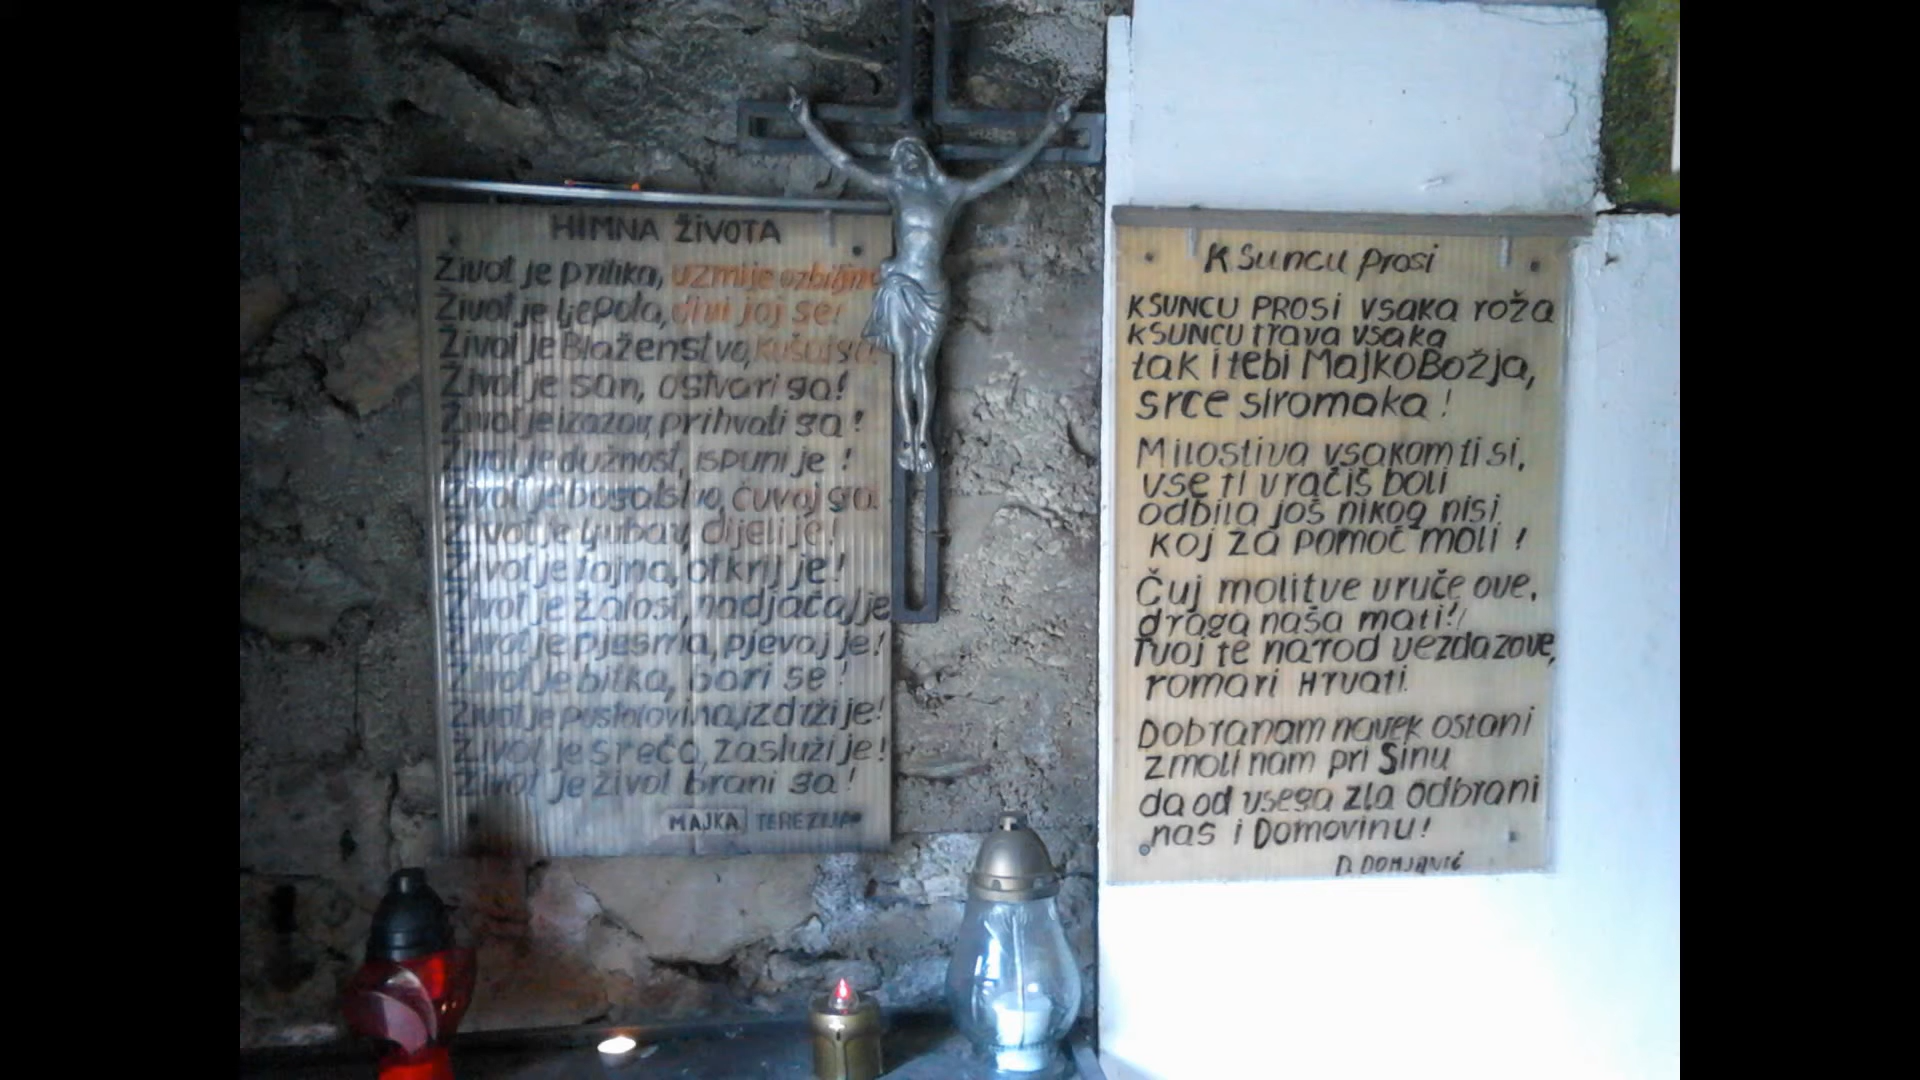 HIMNA ŽIVOTA
Život je prilika, uzmi je ozbiljno
Život je ljepota, divi joj se!
Život je Blaženstvo, kušaj ga
Život je san, ostvari ga!
Život je izazov, prihvati ga!
Život je dužnost, ispuni je!
Život je bogatstvo, čuvaj ga
Život je ljubav, dijeli je!
Život je tajna, otkrij je!
Život je žalost, nadjačaj je
Život je pjesma, pjevaj je!
Život je bitka, bori se!
Život je pustolovina, izdrži je!
Život je sreća, zasluži je!
Život je život brani ga!
MAJKA TEREZIJA
K Suncu prosi
K SUNCU PROSI vsaka roža
K SUNCU trava vsaka
tak i tebi Majko Božja,
srce siromaka!
Milostiva vsakom ti si,
vse ti vračiš boli
odbila još nikog nisi
koj za pomoč moli!
Čuj molitve vruče ove,
draga naša mati!
Tvoj te narod vezda zove,
romari Hrvati.
Dobra nam navek ostani
zmoli nam pri Sinu
da od vsega zla odbrani
nas i Domovinu!
D. DOMJANIĆ